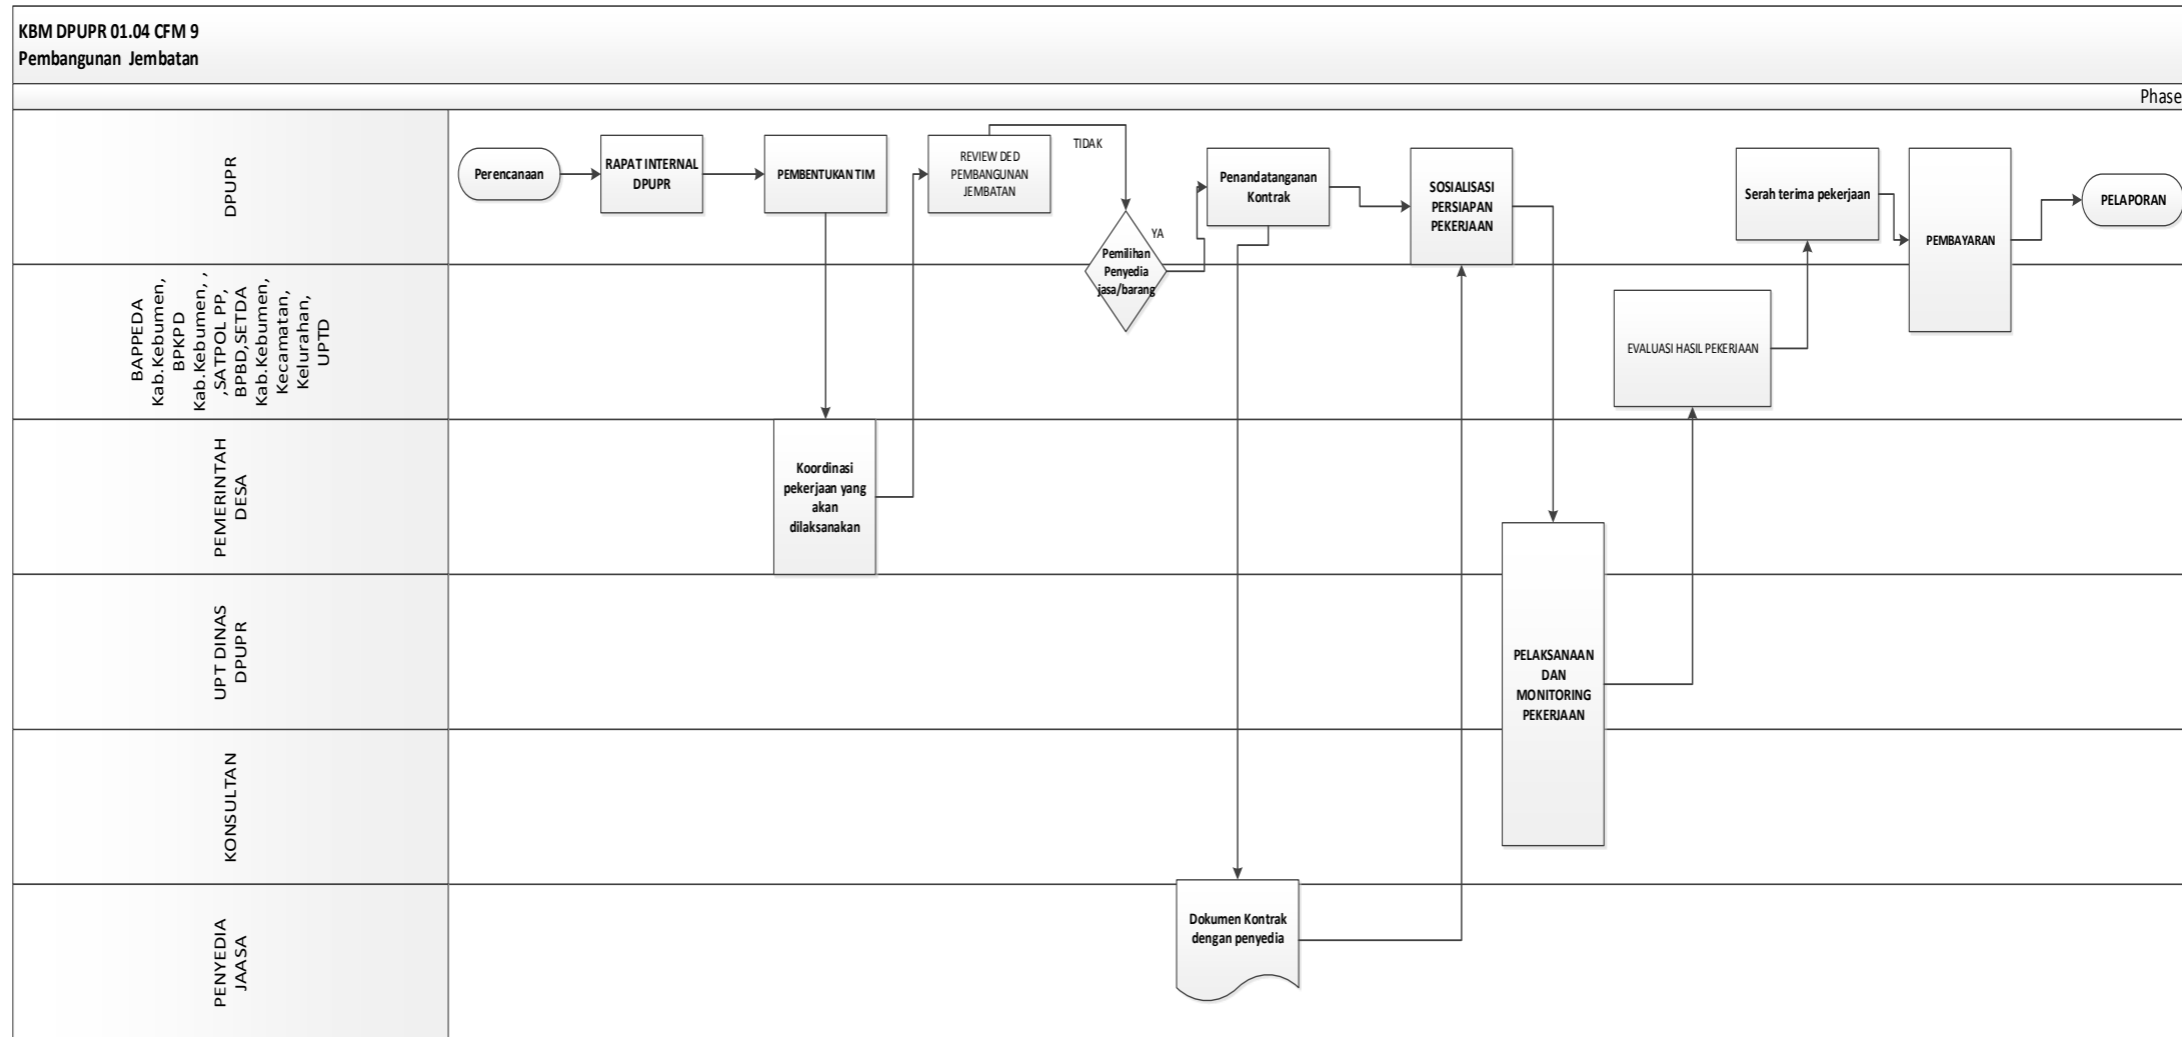 KBM DPUPR 01.04 CFM 9
Pembangunan Jembatan
Phase
DPUPR
Perencanaan
RAPAT INTERNAL
DPUPR
PEMBENTUKAN TIM
REVIEW DED
PEMBANGUNAN
JEMBATAN
TIDAK
YA
Pemilihan
Penyedia
jasa/barang
Penandatanganan
Kontrak
SOSIALISASI
PERSIAPAN
PEKERJAAN
Serah terima pekerjaan
PEMBAYARAN
PELAPORAN
BAPPEDA
Kab.Kebumen,
BPKPD
Kab.Kebumen, ,
,SATPOL PP,
BPBD,SETDA
Kab.Kebumen,
Kecamatan,
Kelurahan,
UPTD
EVALUASI HASIL PEKERJAAN
PEMERINTAH
DESA
Koordinasi
pekerjaan yang
akan
dilaksanakan
UPT DINAS
DPUPR
PELAKSANAAN
DAN
MONITORING
PEKERJAAN
KONSULTAN
PENYEDIA
JAASA
Dokumen Kontrak
dengan penyedia